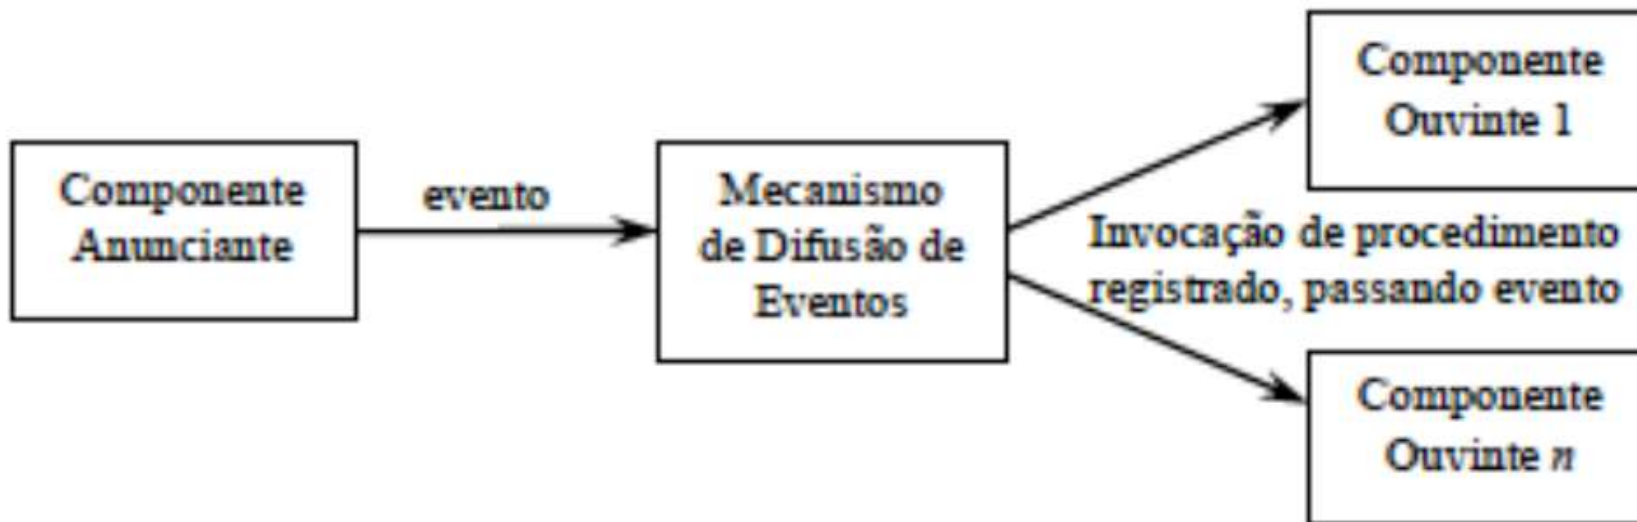 Componente
Anunciante
evento
Mecanismo
de Difusão de
Eventos
Componente
Ouvinte 1
Invocação de procedimento
registrado, passando evento
Componente
Ouvinte n